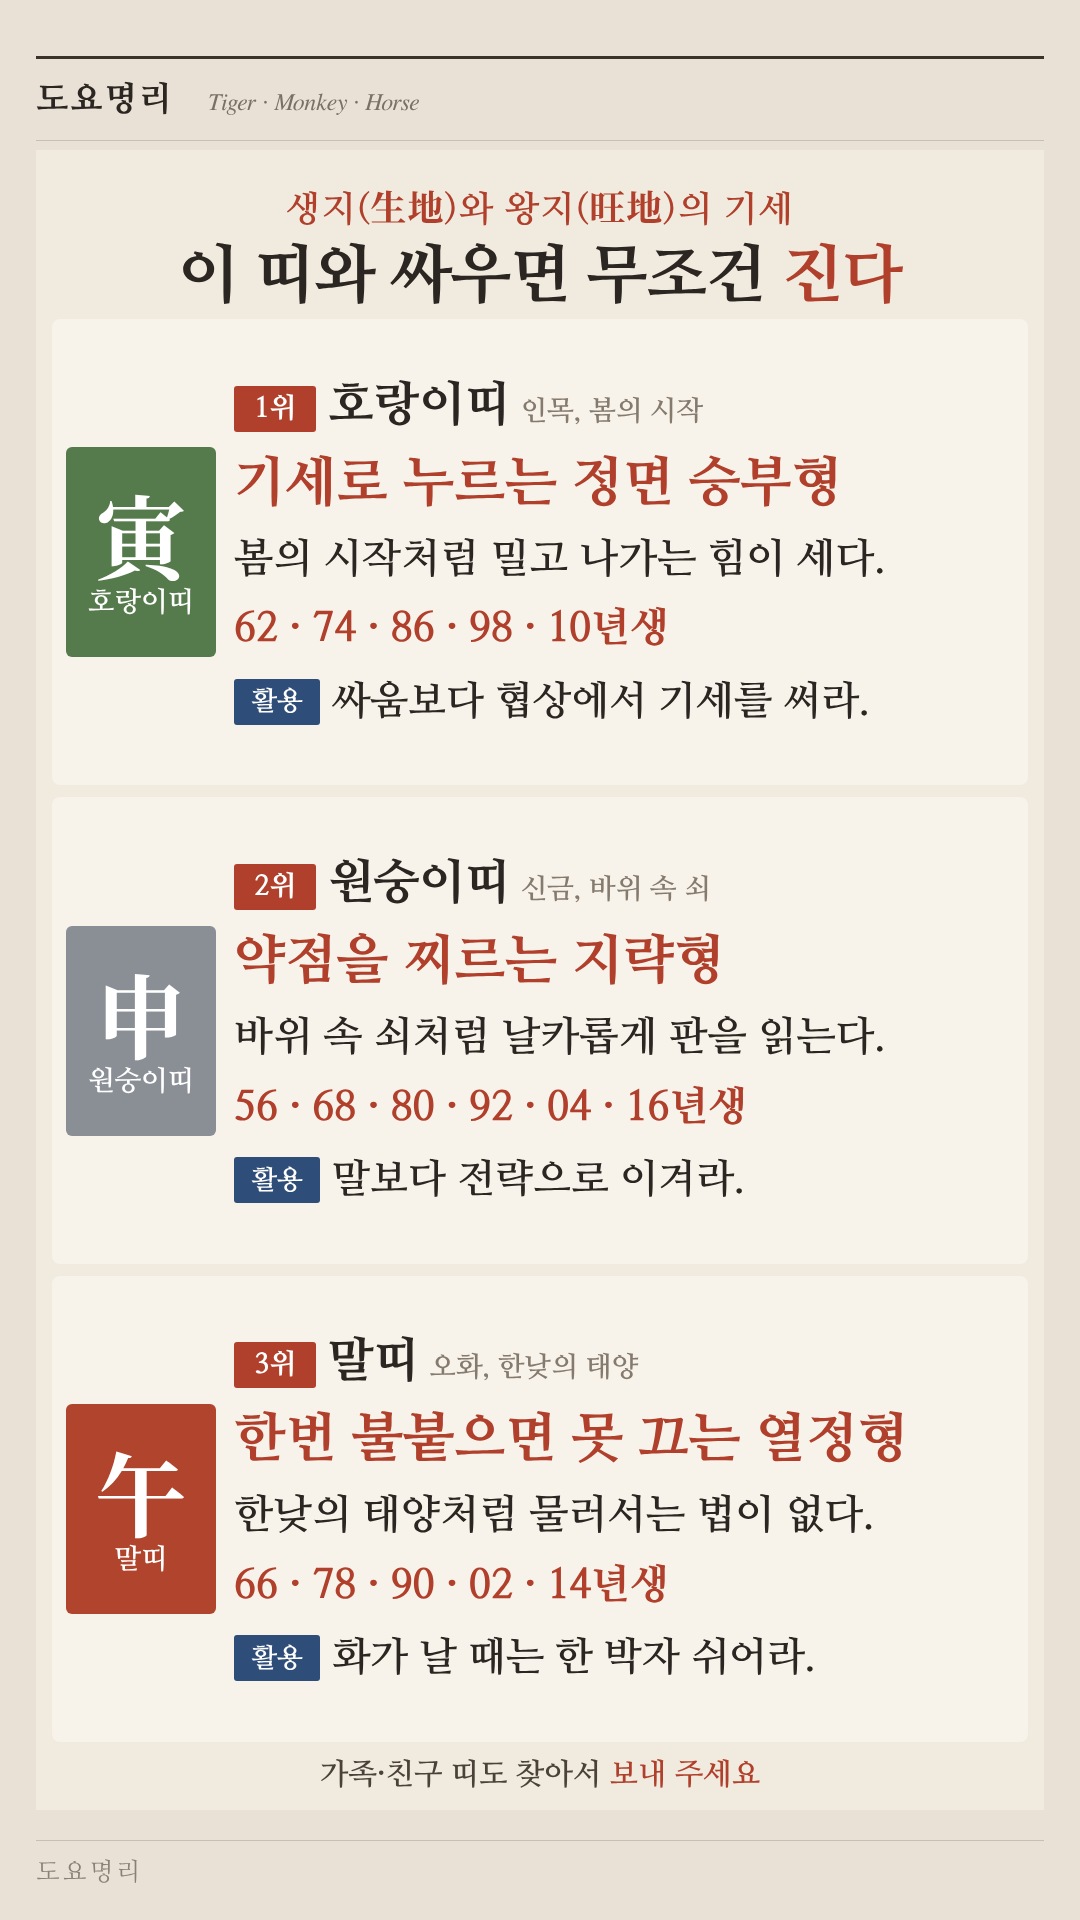 도요명리 Tiger · Monkey · Horse
생지(生地)와 왕지(旺地)의 기세
이 띠와 싸우면 무조건 진다
1위 호랑이띠 인목, 봄의 시작
기세로 누르는 정면 승부형
寅
호랑이띠
봄의 시작처럼 밀고 나가는 힘이 세다.
62 · 74 · 86 · 98 · 10년생
활용 싸움보다 협상에서 기세를 써라.
2위 원숭이띠 신금, 바위 속 쇠
약점을 찌르는 지략형
申
원숭이띠
바위 속 쇠처럼 날카롭게 판을 읽는다.
56 · 68 · 80 · 92 · 04 · 16년생
활용 말보다 전략으로 이겨라.
3위 말띠 오화, 한낮의 태양
한번 불붙으면 못 끄는 열정형
午
말띠
한낮의 태양처럼 물러서는 법이 없다.
66 · 78 · 90 · 02 · 14년생
활용 화가 날 때는 한 박자 쉬어라.
가족·친구 띠도 찾아서 보내 주세요
도요명리